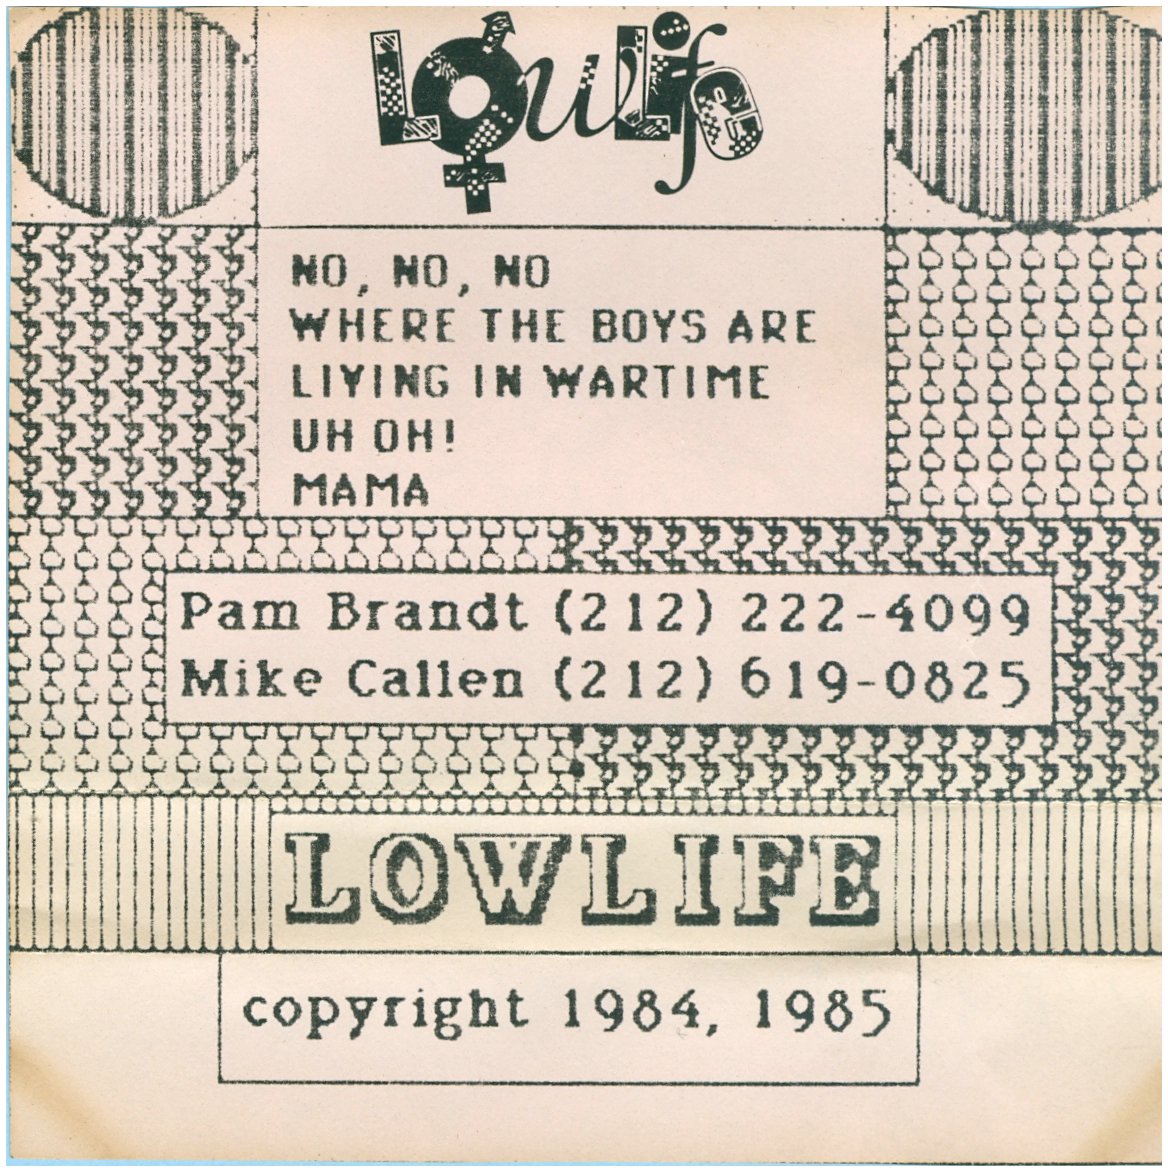 LowLife
NO, NO, NO
WHERE THE BOYS ARE
LIVING IN WARTIME
UH OH!
MAMA
Pam Brandt (212) 222-4099
Mike Callen (212) 619-0825
LOWLIFE
copyright 1984, 1985